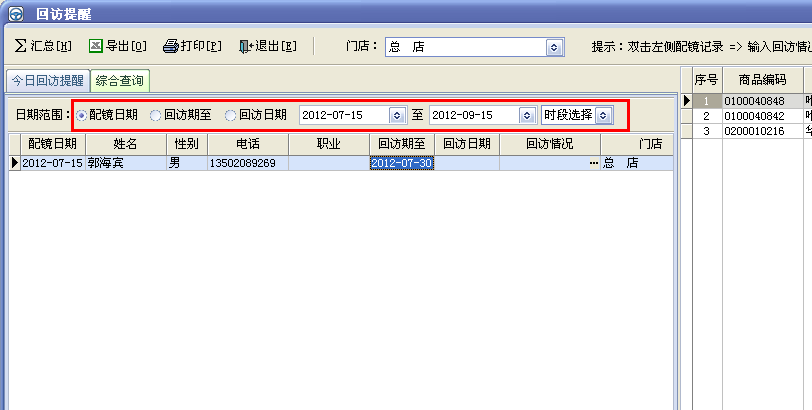 回访提醒
汇总[H] 导出[O] 打印[P] 退出[E] 门店： 总 店 提示：双击左侧配镜记录 => 输入回访情况
今日回访提醒 综合查询
日期范围： 配镜日期 回访期至 回访日期 2012-07-15 至 2012-09-15 时段选择
配镜日期 姓名 性别 电话 职业 回访期至 回访日期 回访情况 门店
2012-07-15 郭海宾 男 13502089269 2012-07-30 ... 总 店
序号 商品编码
1 0100040848
2 0100040842
3 0200010216